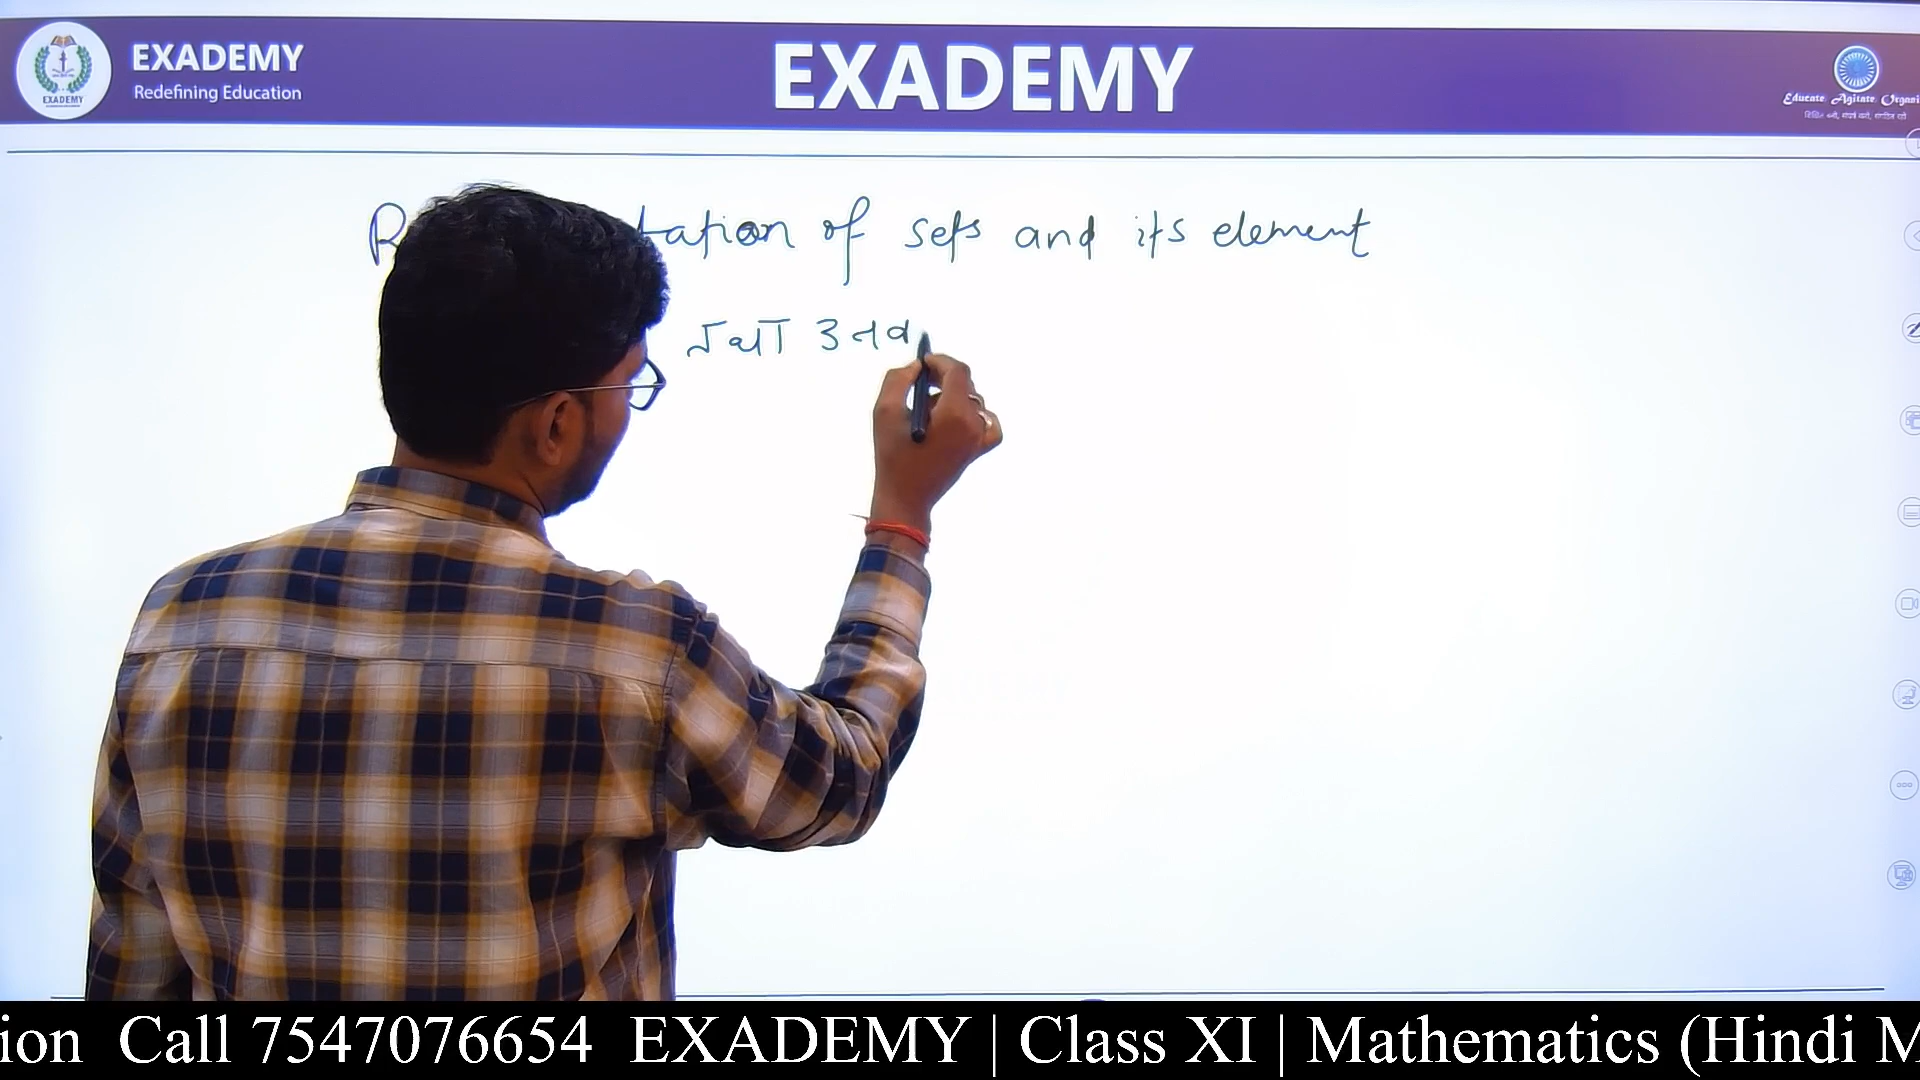 EXADEMY
Redefining Education
EXADEMY
EXADEMY
Educate Agitate Organi
tation of sets and its element
तथा उनक
ion Call 7547076654 EXADEMY | Class XI | Mathematics (Hindi M